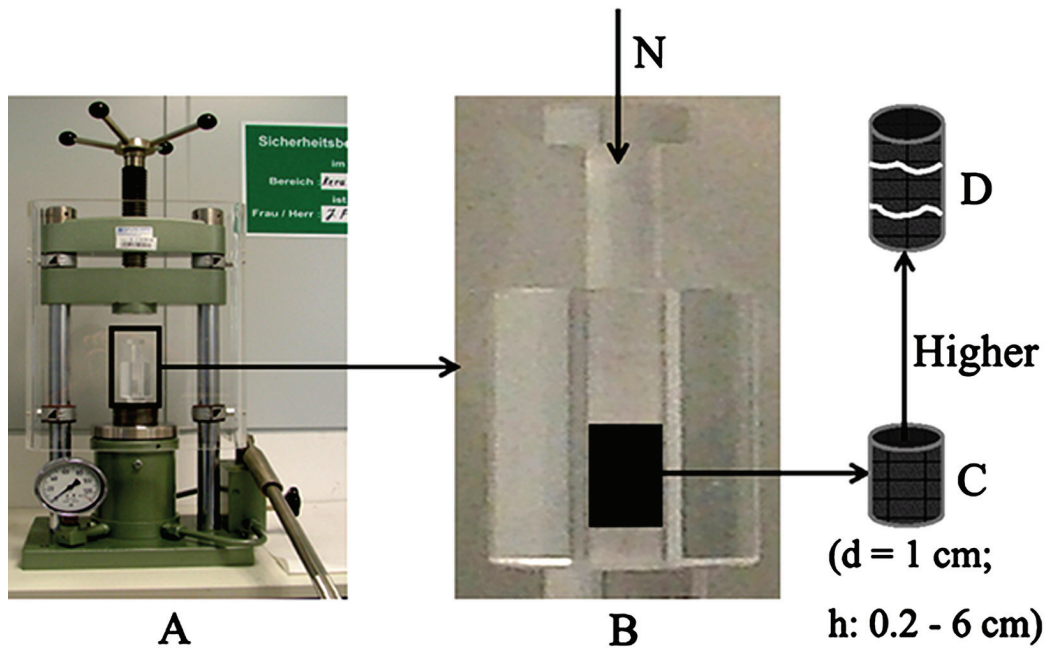 N
Sicherheitsbe
im
Bereich :
ist
Frau / Herr :
D
Higher
C
(d = 1 cm;
h: 0.2 - 6 cm)
A
B